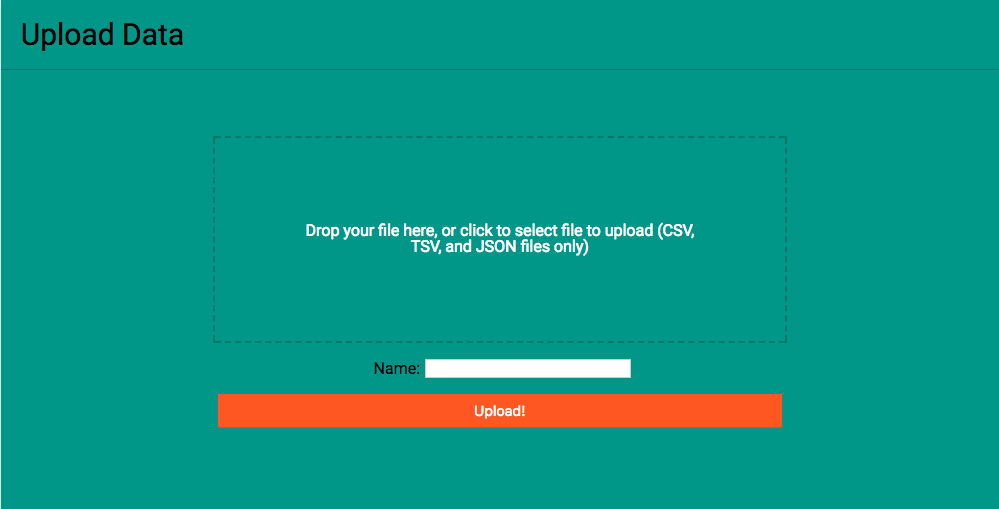 Upload Data
Drop your file here, or click to select file to upload (CSV,
TSV, and JSON files only)
Name:
Upload!